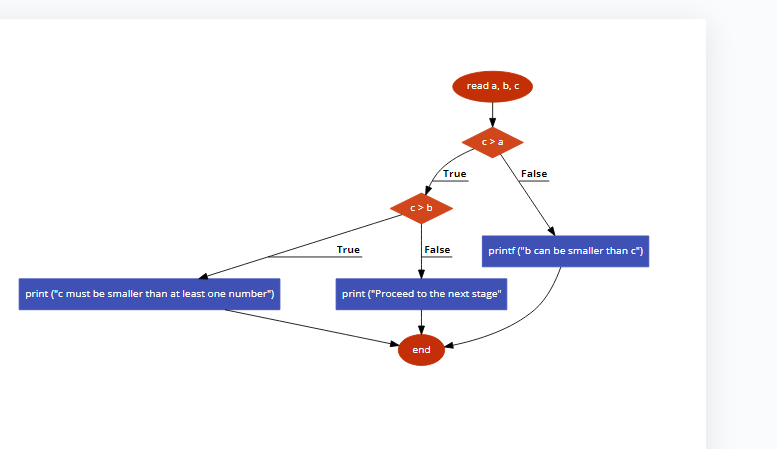 read a, b, c
c > a
True
False
c > b
printf ("b can be smaller than c")
True
False
print ("c must be smaller than at least one number")
print ("Proceed to the next stage"
end